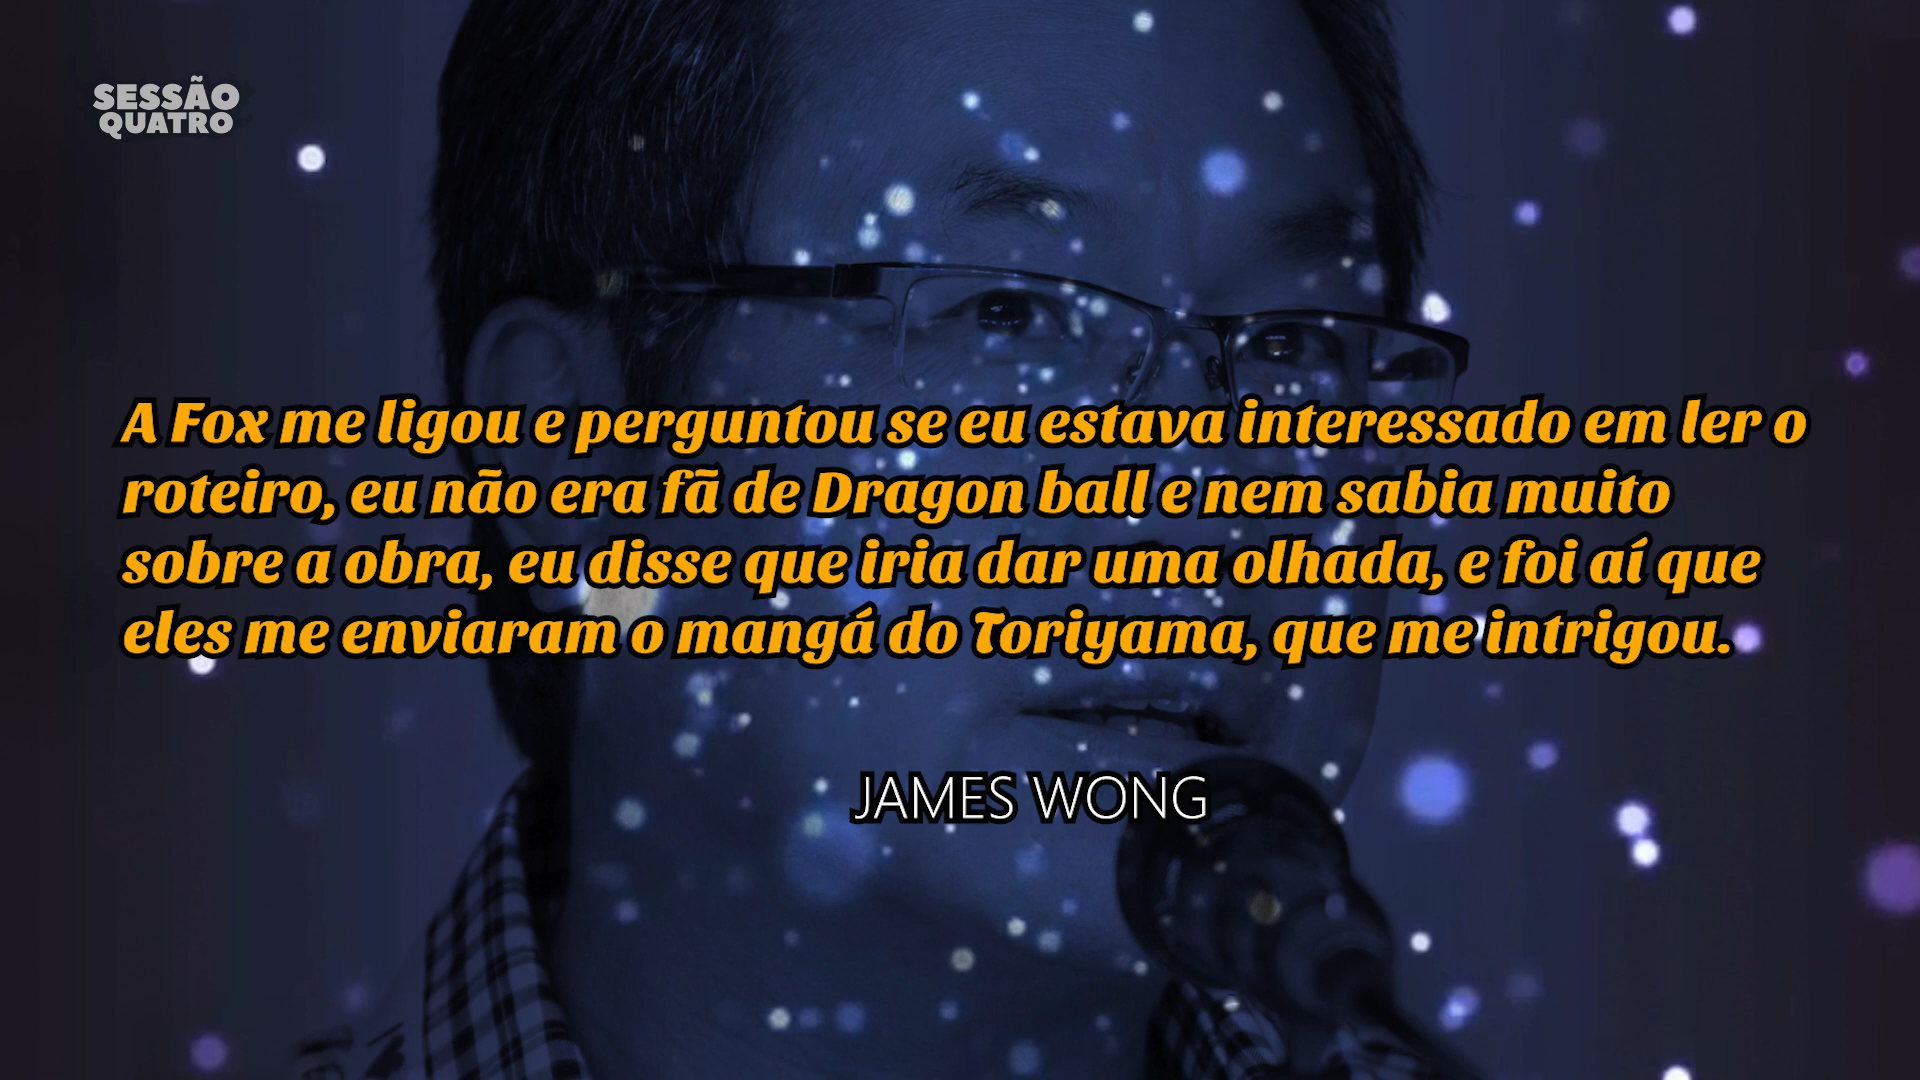 SESSÃO
QUATRO
A Fox me ligou e perguntou se eu estava interessado em ler o
roteiro, eu não era fã de Dragon ball e nem sabia muito
sobre a obra, eu disse que iria dar uma olhada, e foi aí que
eles me enviaram o mangá do Toriyama, que me intrigou.
JAMES WONG